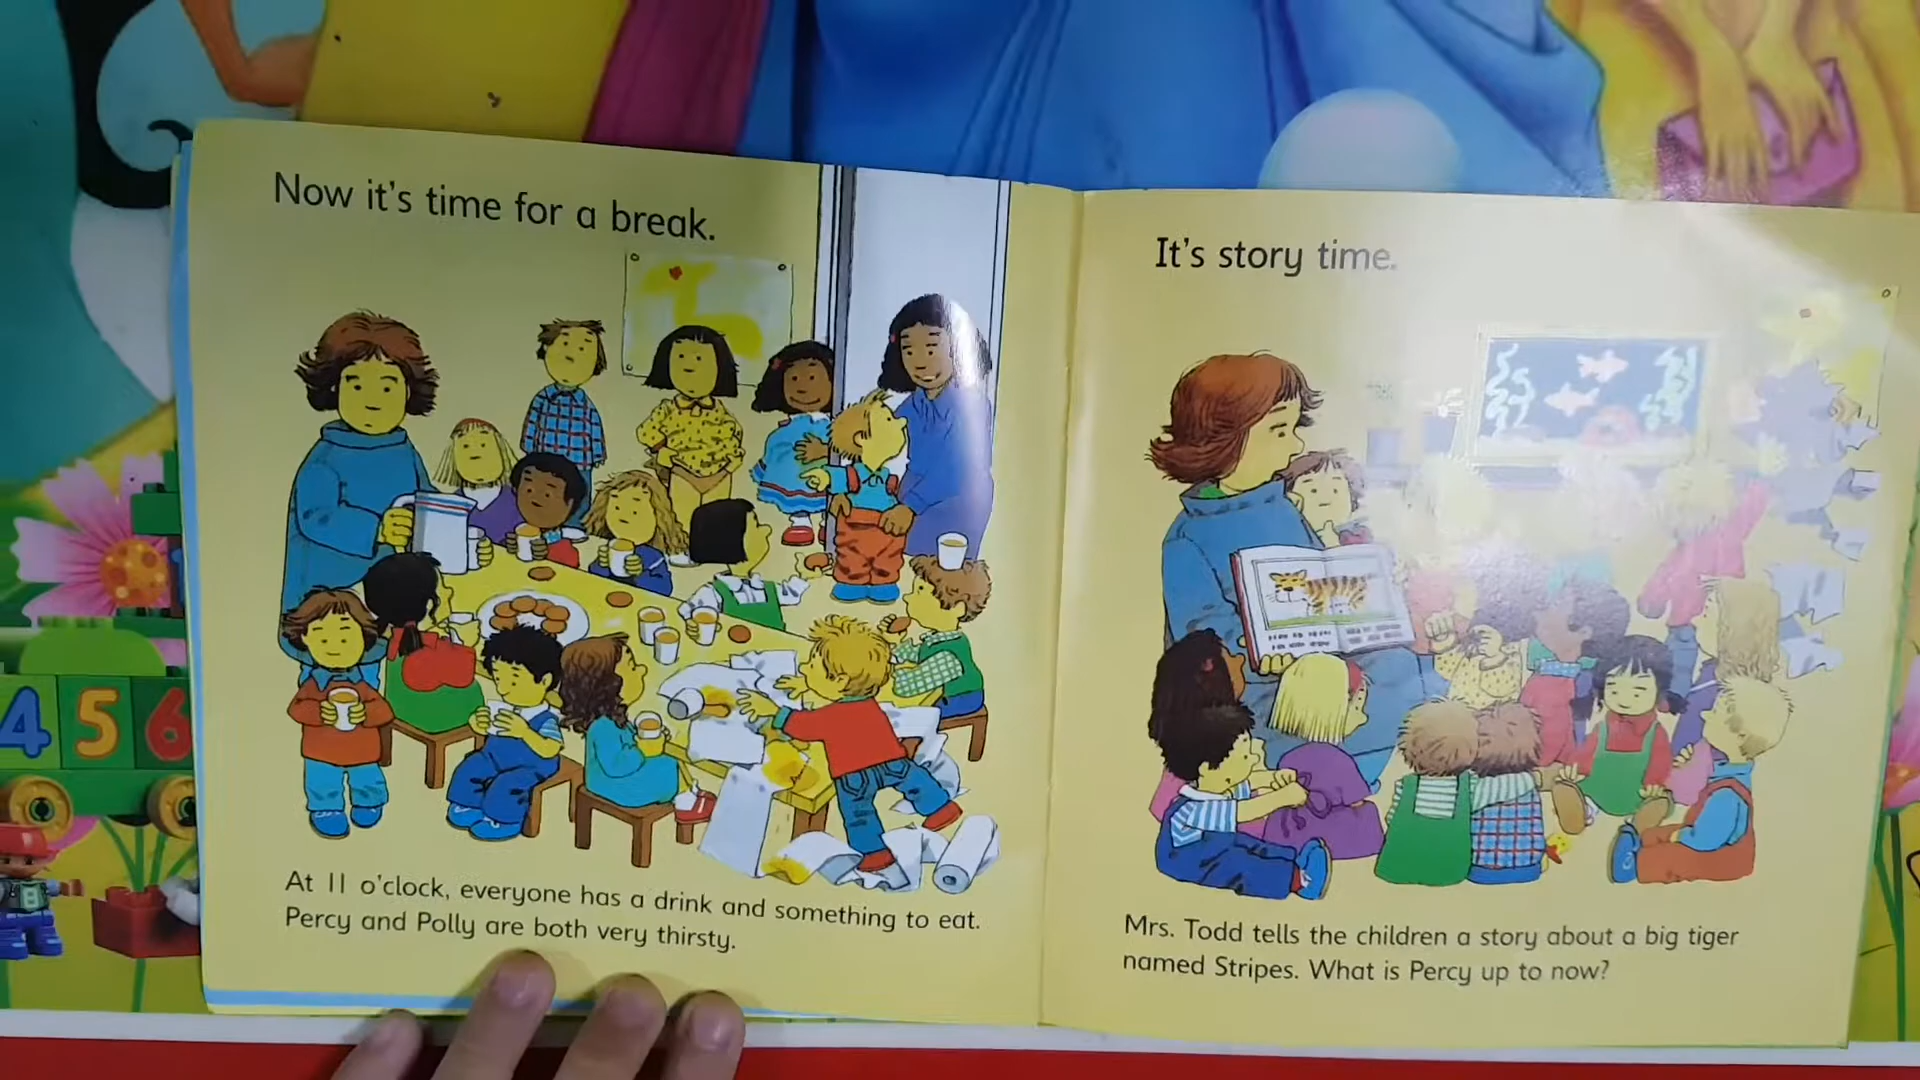 Now it's time for a break.
At 11 o'clock, everyone has a drink and something to eat.
Percy and Polly are both very thirsty.
It's story time.
Mrs. Todd tells the children a story about a big tiger
named Stripes. What is Percy up to now?
4 5 6
8